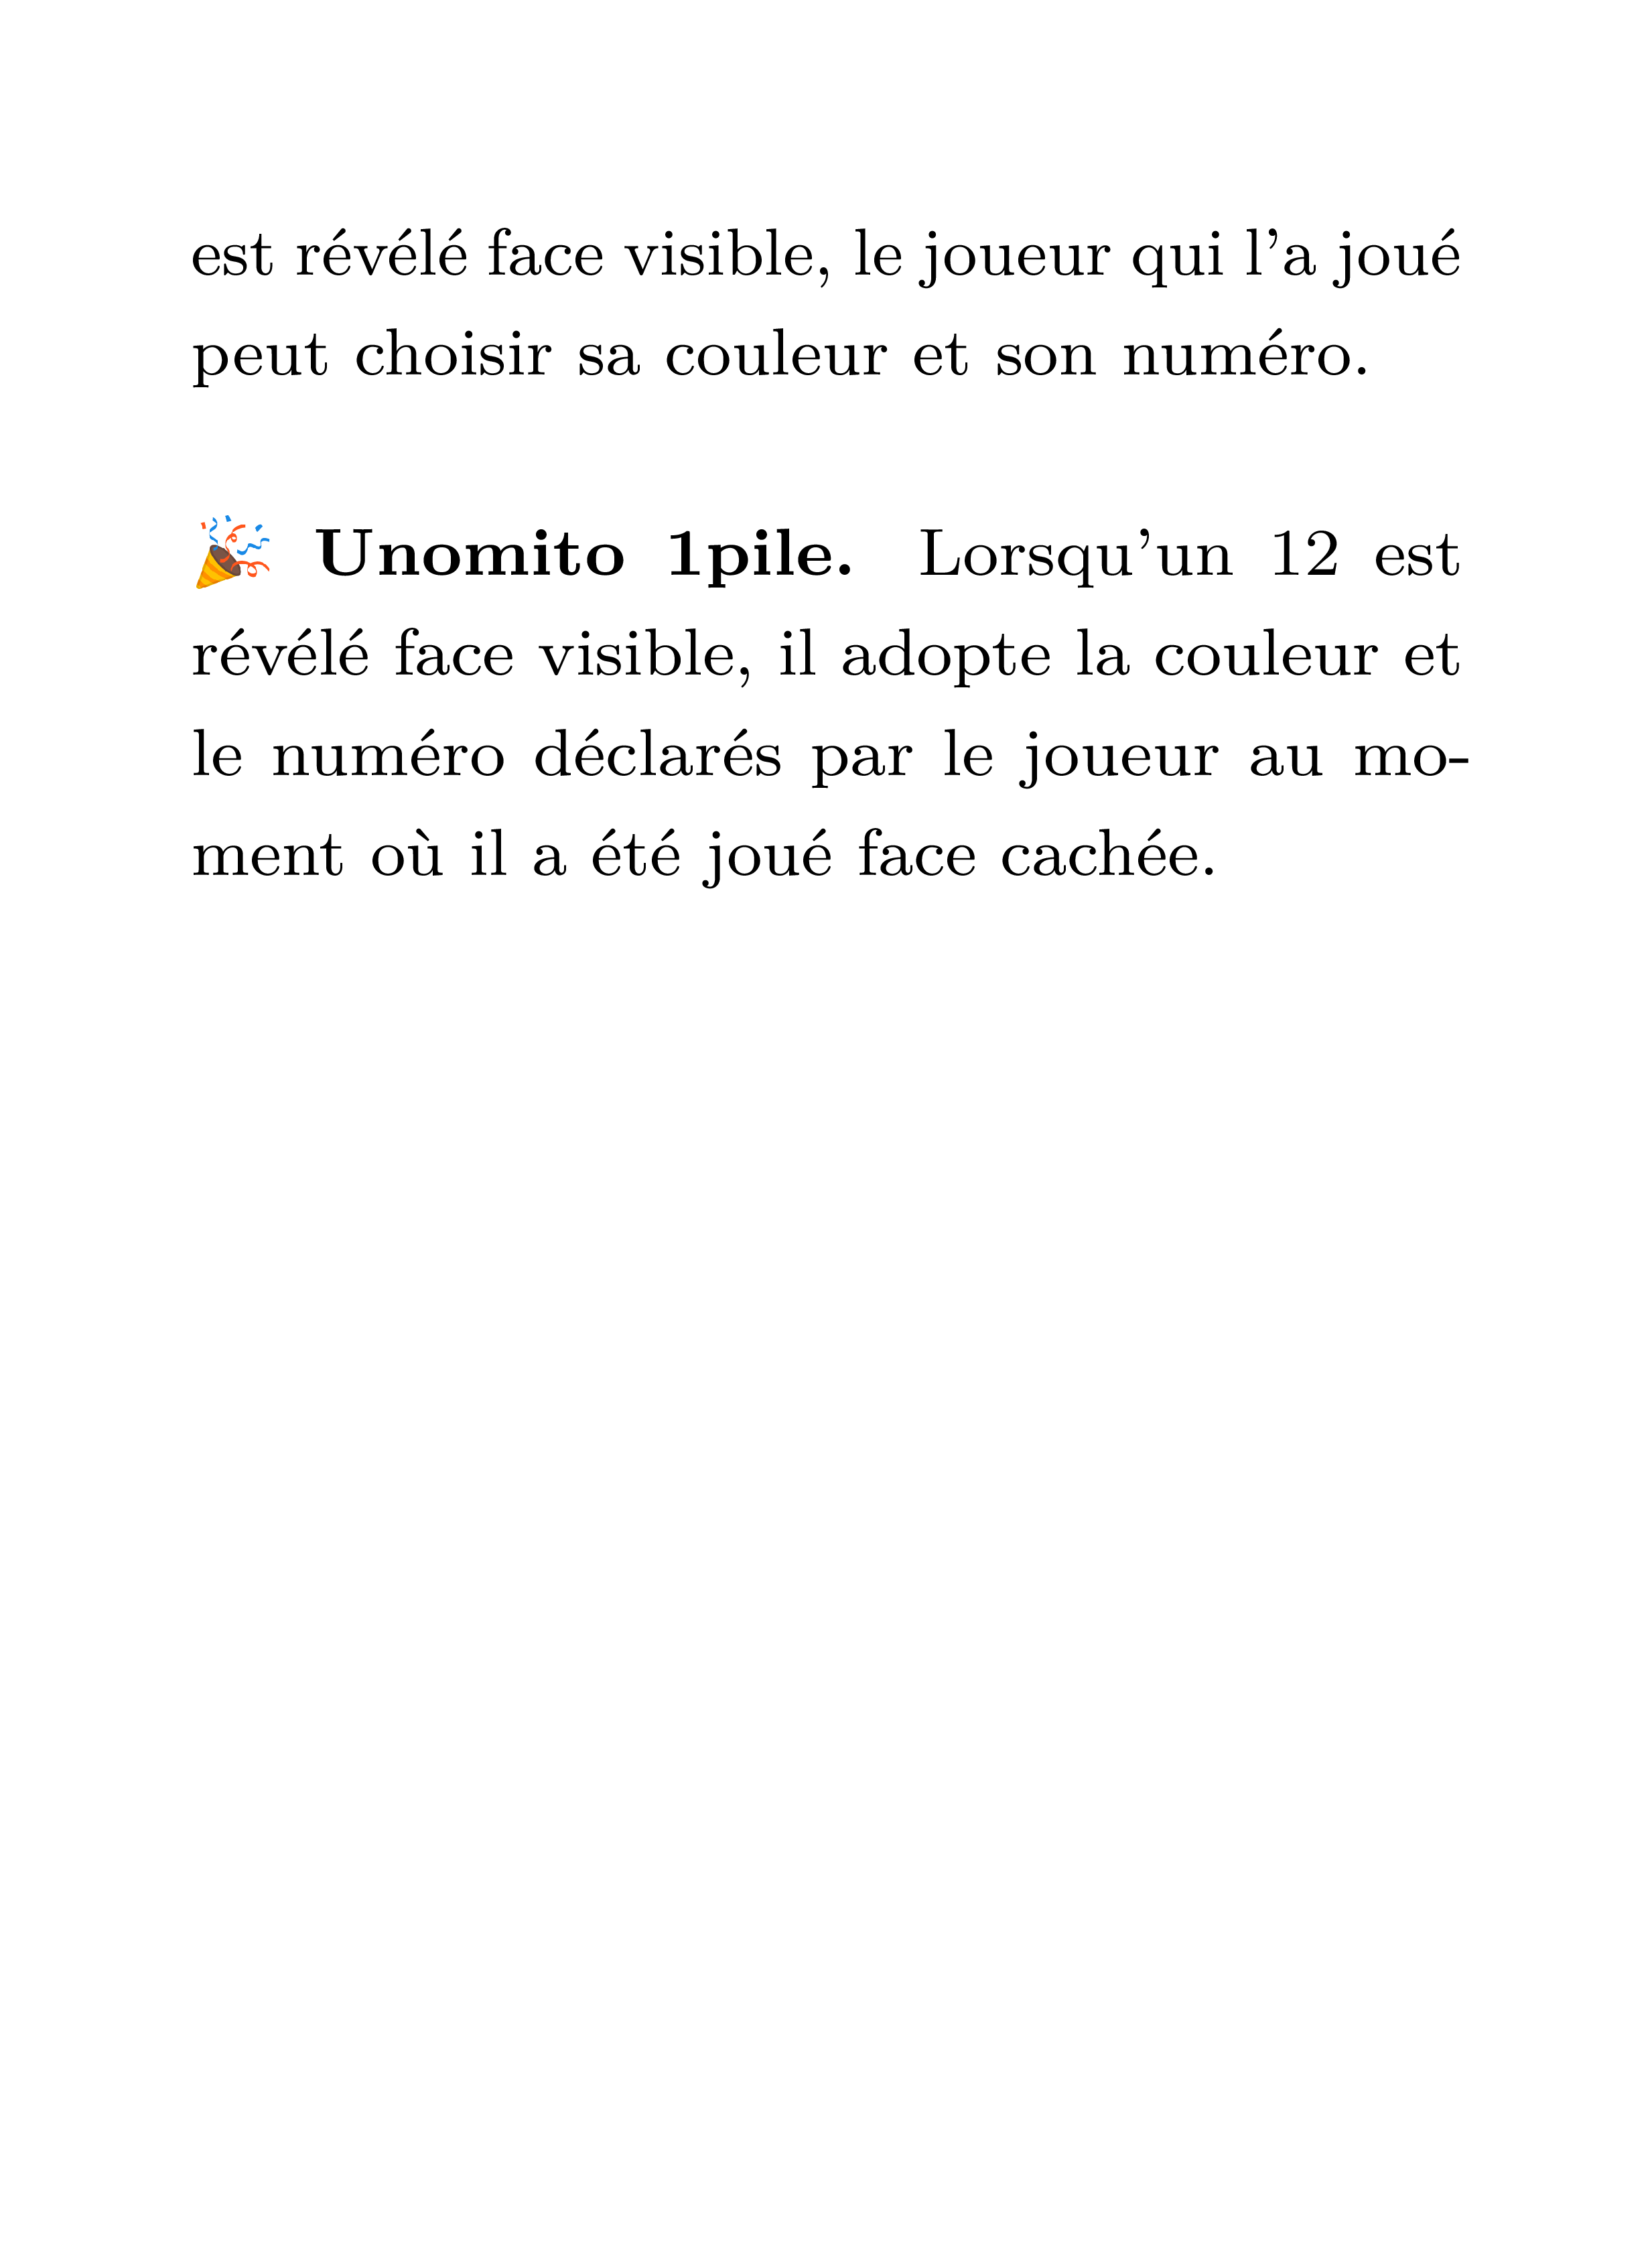 est révélé face visible, le joueur qui l'a joué
peut choisir sa couleur et son numéro.
🎉 Unomito 1pile. Lorsqu'un 12 est
révélé face visible, il adopte la couleur et
le numéro déclarés par le joueur au mo-
ment où il a été joué face cachée.